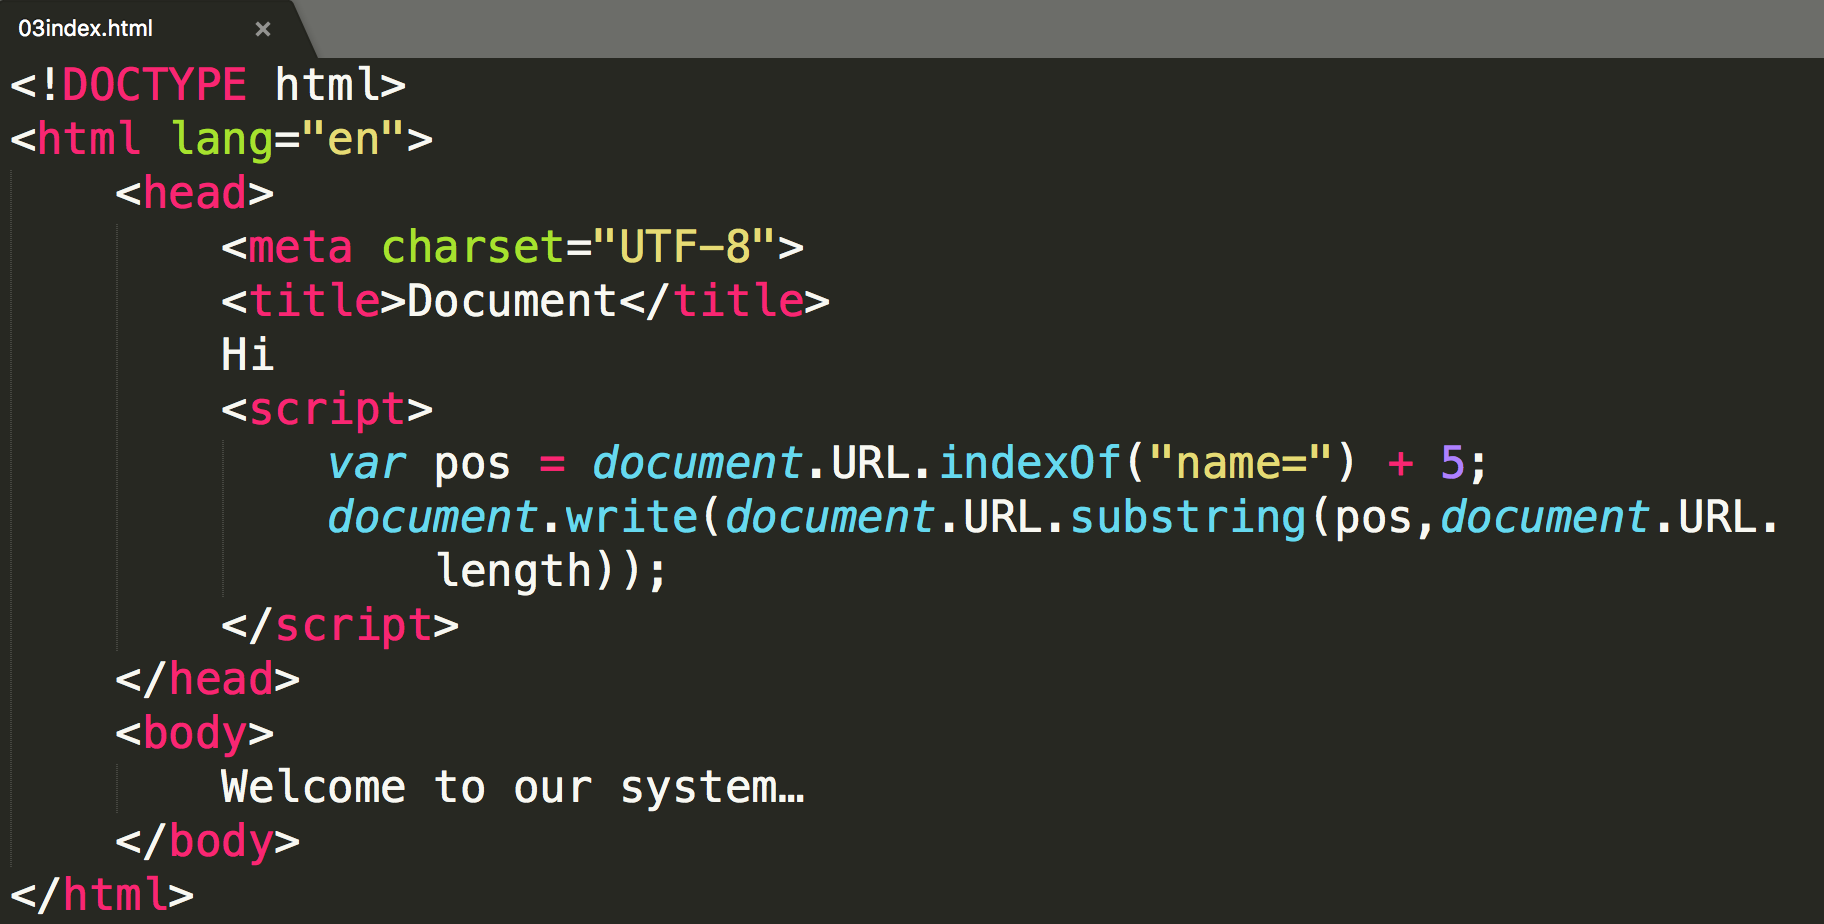 03index.html ×
<!DOCTYPE html>
<html lang="en">
<head>
<meta charset="UTF-8">
<title>Document</title>
Hi
<script>
var pos = document.URL.indexOf("name=") + 5;
document.write(document.URL.substring(pos,document.URL.
length));
</script>
</head>
<body>
Welcome to our system…
</body>
</html>